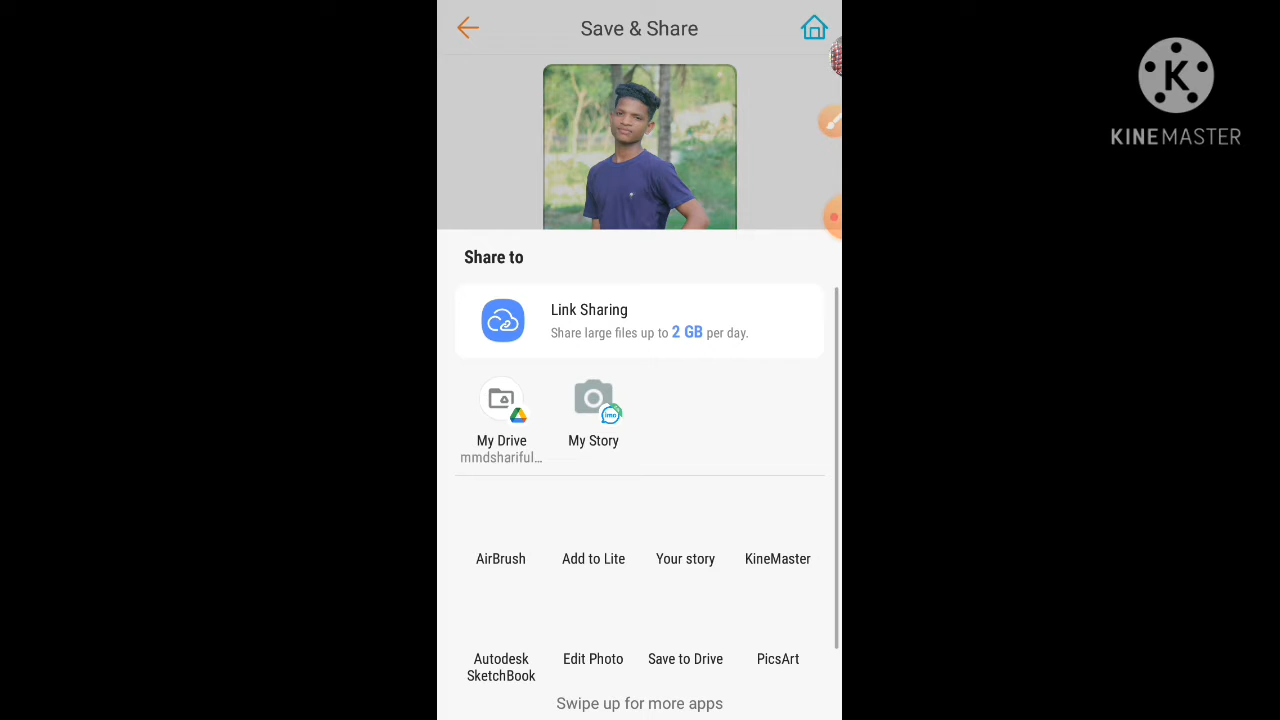 Save & Share
K
KINEMASTER
Share to
Link Sharing
Share large files up to 2 GB per day.
imp
My Drive
My Story
mmdshariful...
AirBrush
Add to Lite
Your story
KineMaster
Autodesk
SketchBook
Edit Photo
Save to Drive
PicsArt
Swipe up for more apps